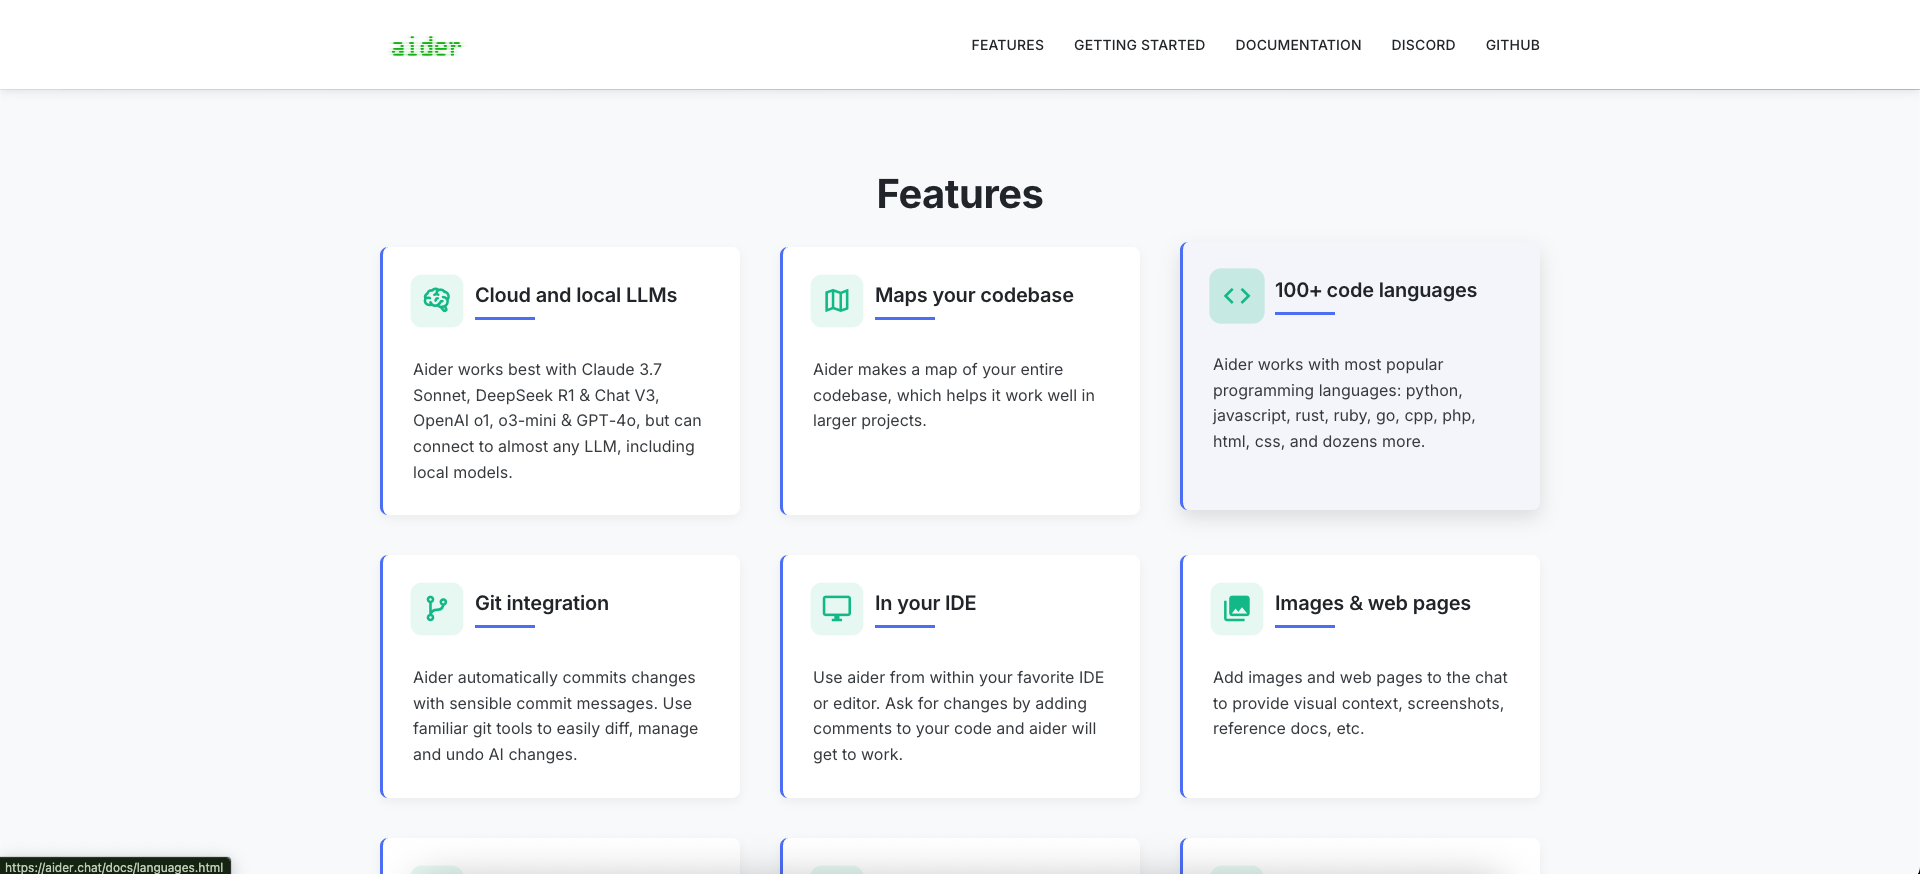 aider
FEATURES
GETTING STARTED
DOCUMENTATION
DISCORD
GITHUB
Features
Cloud and local LLMs
Aider works best with Claude 3.7
Sonnet, DeepSeek R1 & Chat V3,
OpenAI o1, o3-mini & GPT-4o, but can
connect to almost any LLM, including
local models.
Maps your codebase
Aider makes a map of your entire
codebase, which helps it work well in
larger projects.
100+ code languages
Aider works with most popular
programming languages: python,
javascript, rust, ruby, go, cpp, php,
html, css, and dozens more.
Git integration
Aider automatically commits changes
with sensible commit messages. Use
familiar git tools to easily diff, manage
and undo AI changes.
In your IDE
Use aider from within your favorite IDE
or editor. Ask for changes by adding
comments to your code and aider will
get to work.
Images & web pages
Add images and web pages to the chat
to provide visual context, screenshots,
reference docs, etc.
https://aider.chat/docs/languages.html